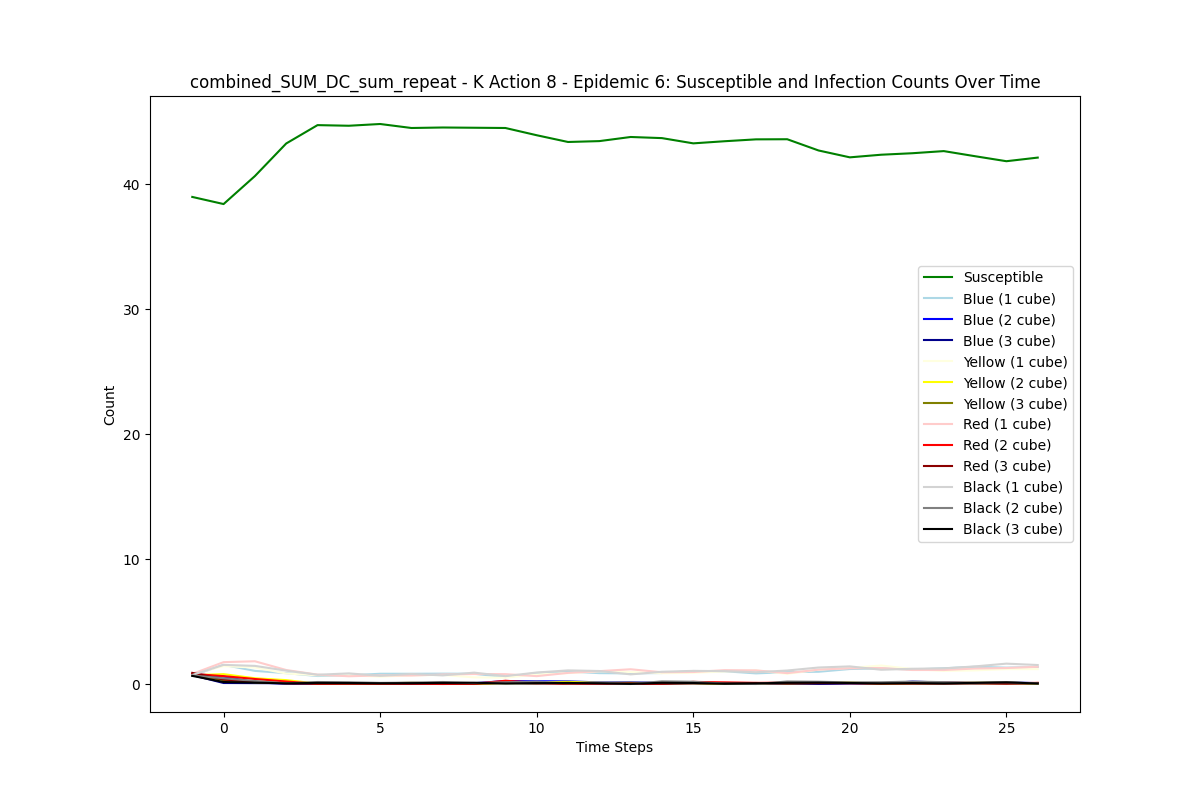 combined_SUM_DC_sum_repeat - K Action 8 - Epidemic 6: Susceptible and Infection Counts Over Time
Count
40
30
20
10
0
Susceptible
Blue (1 cube)
Blue (2 cube)
Blue (3 cube)
Yellow (1 cube)
Yellow (2 cube)
Yellow (3 cube)
Red (1 cube)
Red (2 cube)
Red (3 cube)
Black (1 cube)
Black (2 cube)
Black (3 cube)
0 5 10 15 20 25
Time Steps